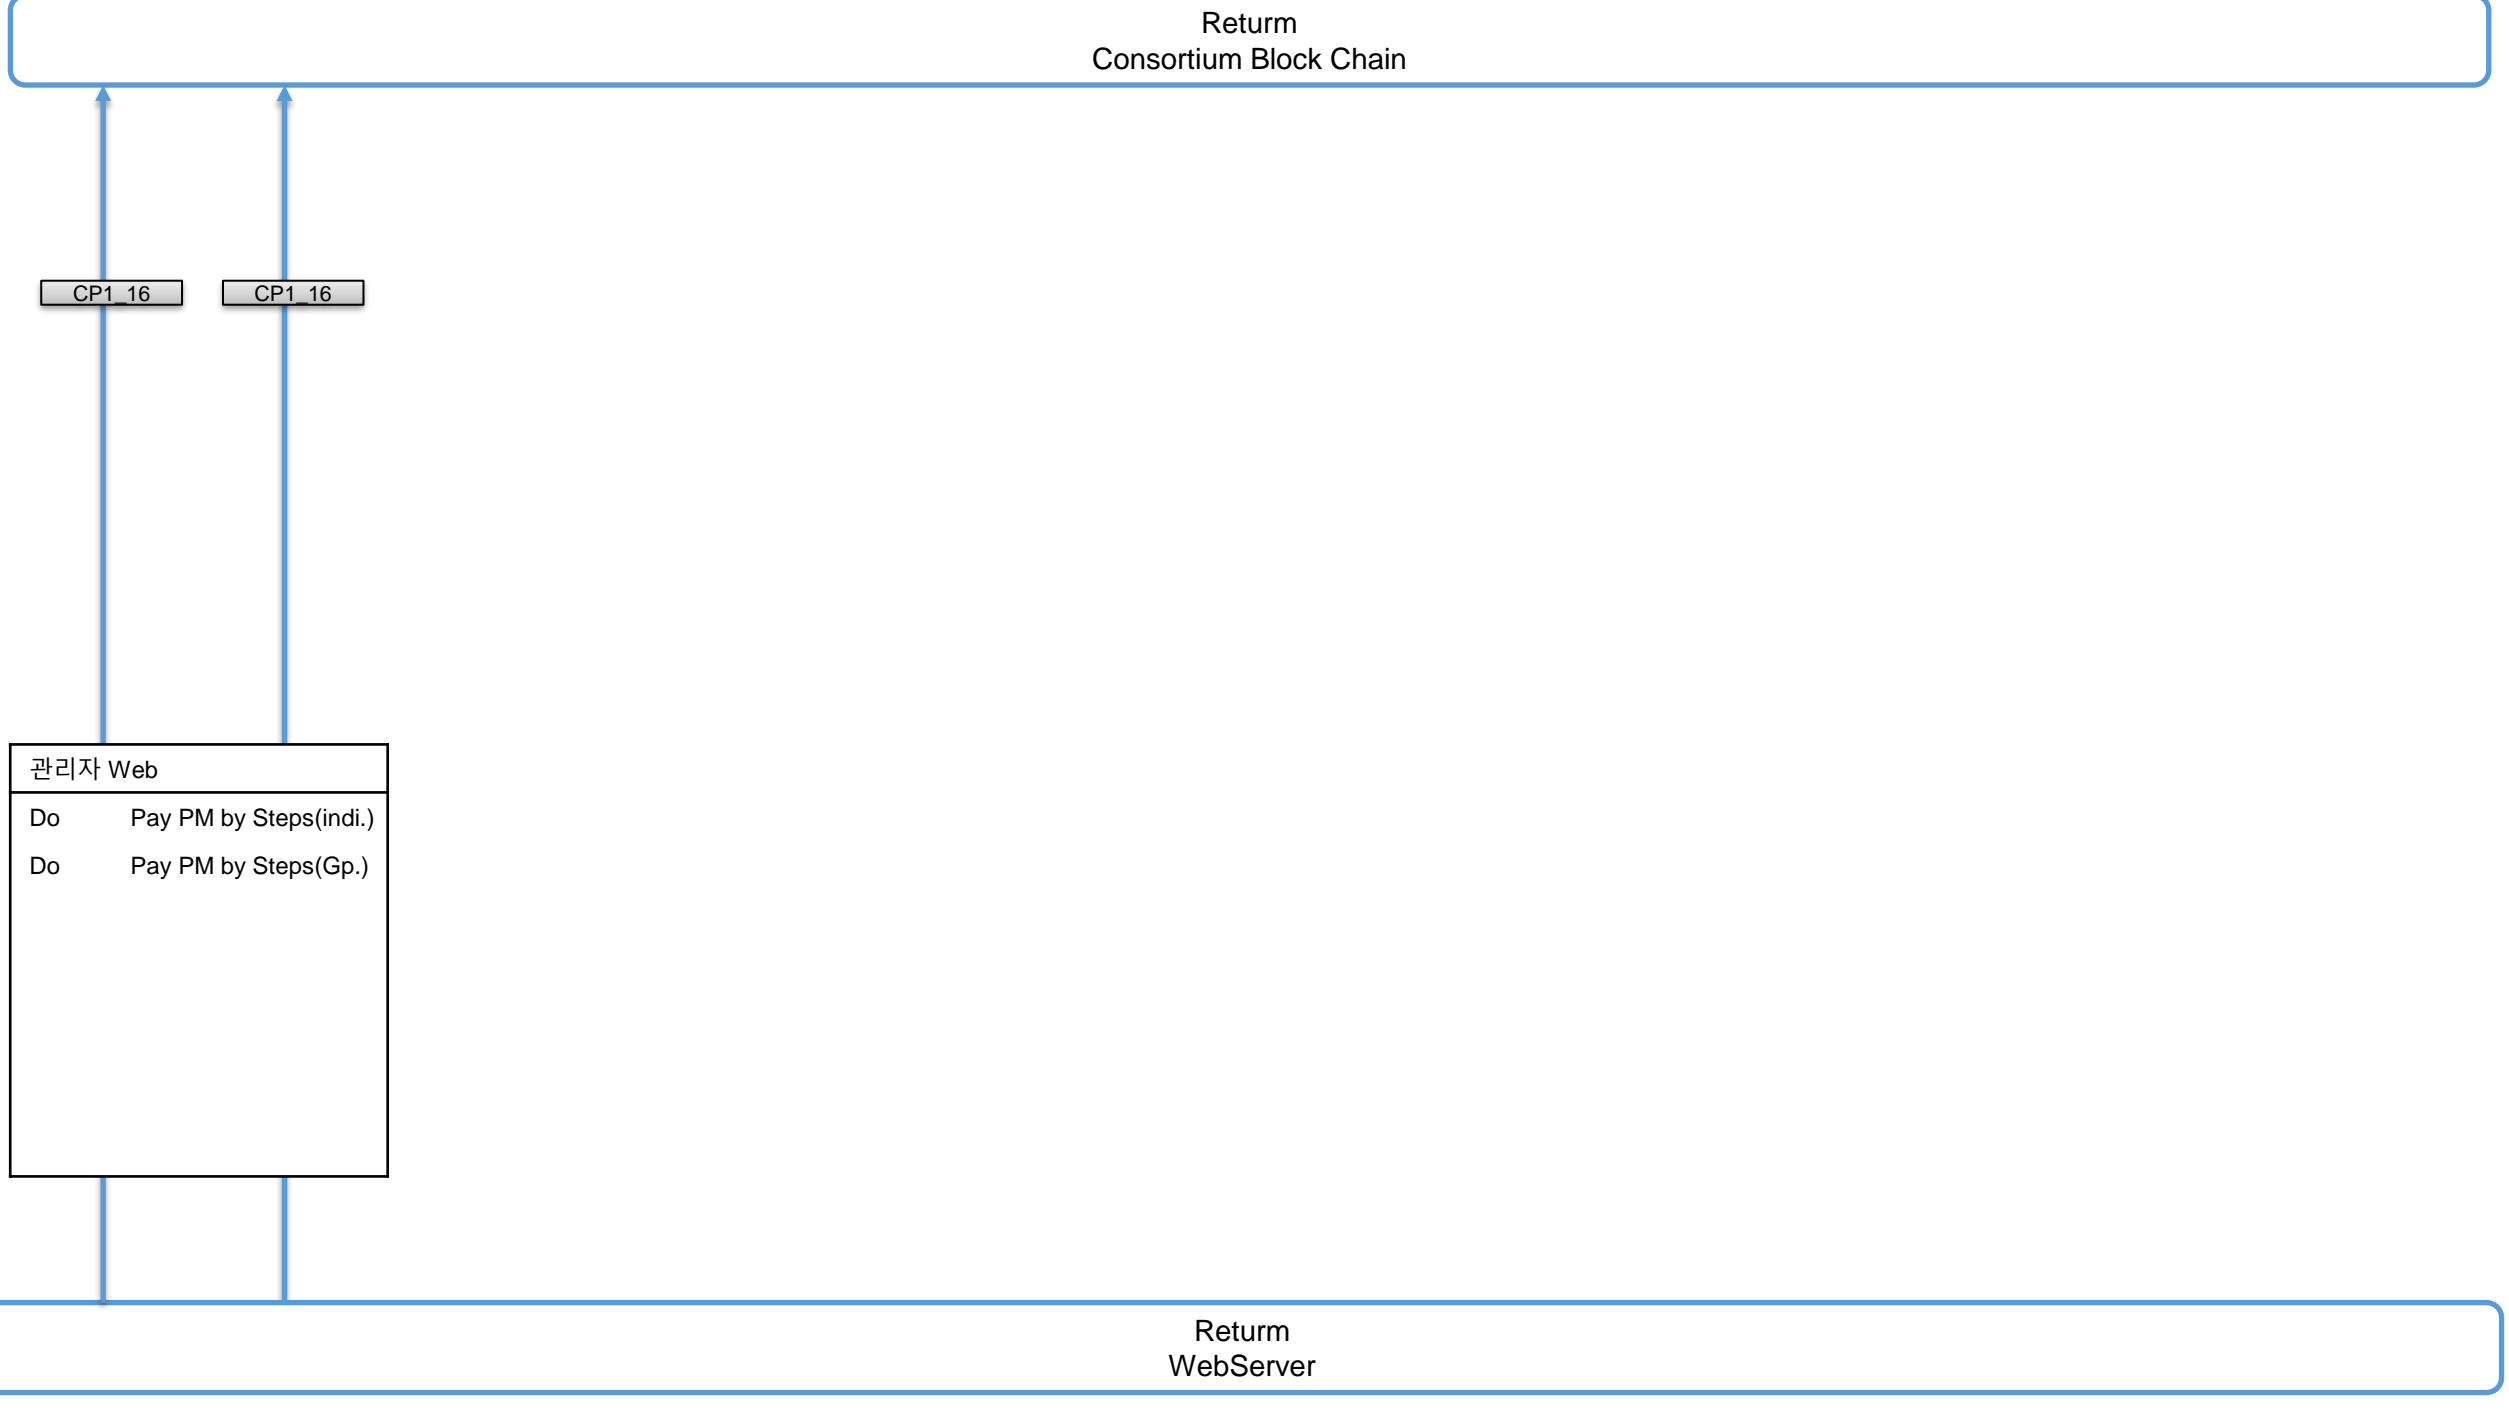 Returm
Consortium Block Chain
CP1_16 CP1_16
관리자 Web
Do Pay PM by Steps(indi.)
Do Pay PM by Steps(Gp.)
Returm
WebServer